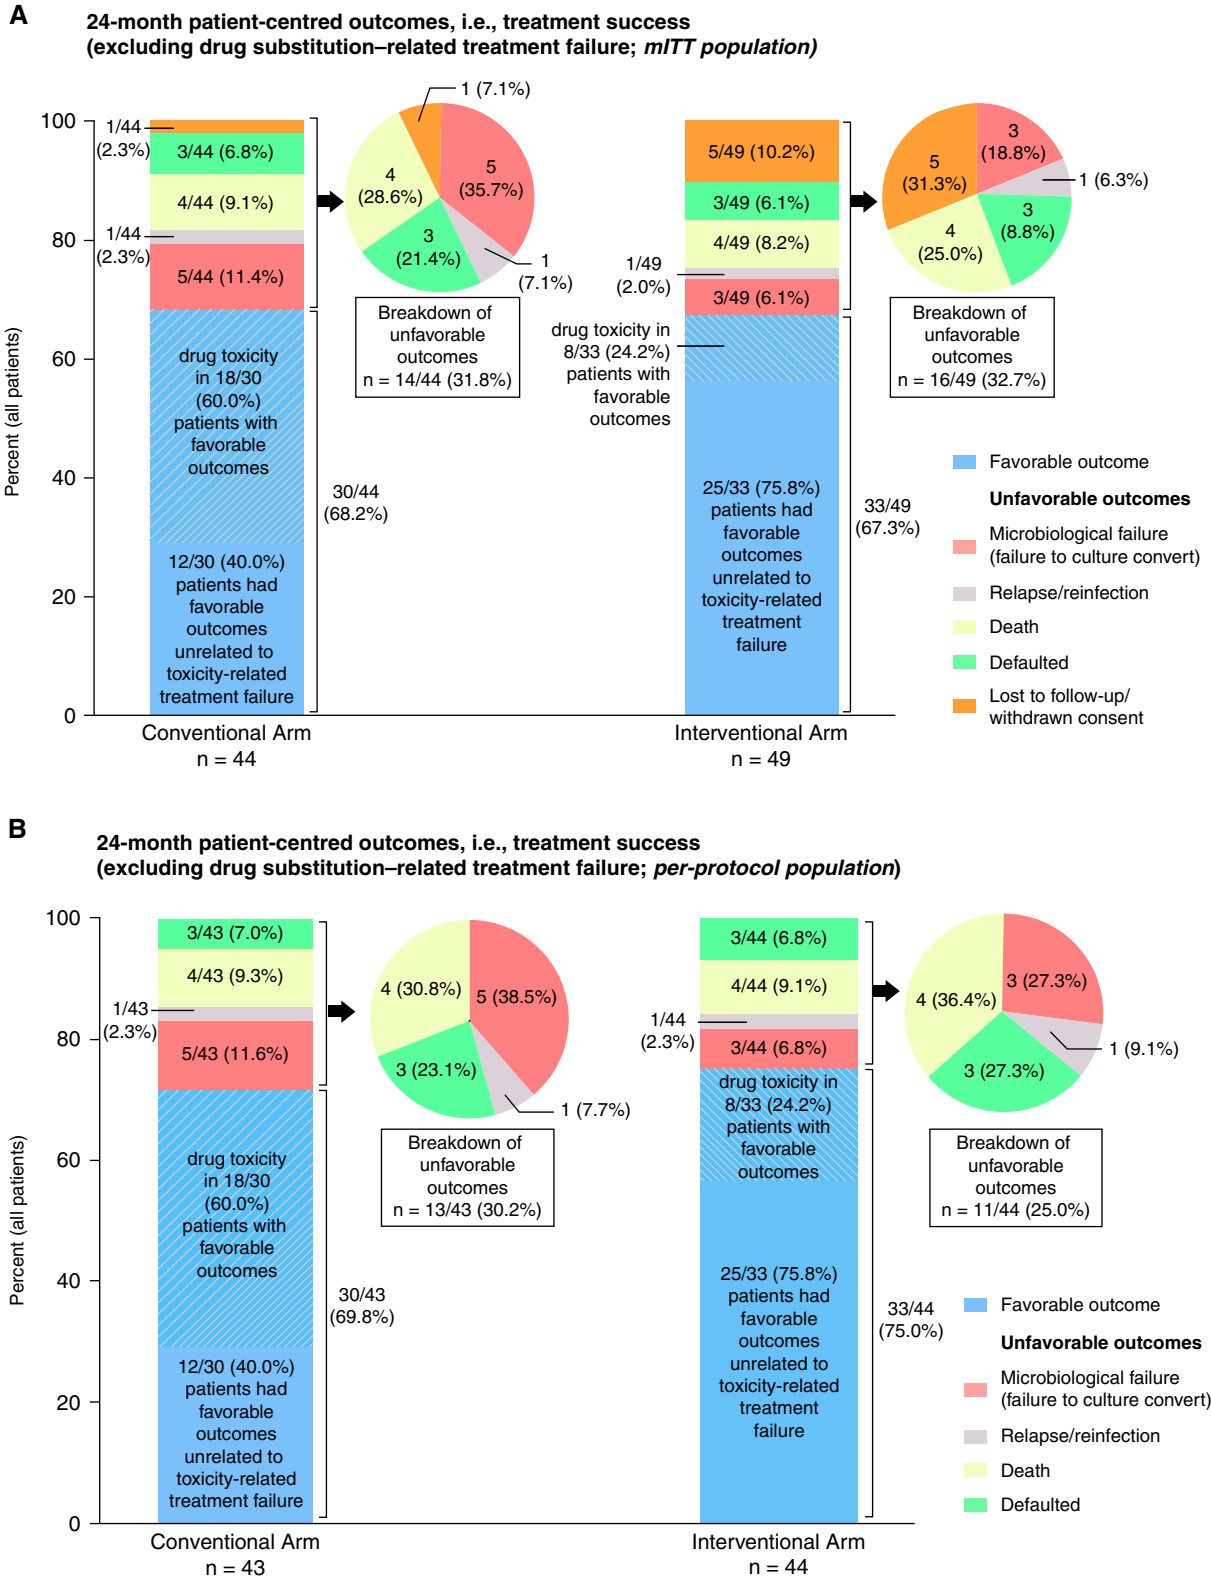 A
24-month patient-centred outcomes, i.e., treatment success
(excluding drug substitution–related treatment failure; mITT population)
Percent (all patients)
100
80
60
40
20
0
1/44
(2.3%)
3/44 (6.8%)
4/44 (9.1%)
1/44
(2.3%)
5/44 (11.4%)
drug toxicity
in 18/30
(60.0%)
patients with
favorable
outcomes
12/30 (40.0%)
patients had
favorable
outcomes
unrelated to
toxicity-related
treatment failure
30/44
(68.2%)
Conventional Arm
n = 44
1 (7.1%)
5
(35.7%)
4
(28.6%)
3
(21.4%)
1
(7.1%)
Breakdown of
unfavorable
outcomes
n = 14/44 (31.8%)
5/49 (10.2%)
3/49 (6.1%)
4/49 (8.2%)
1/49
(2.0%)
3/49 (6.1%)
drug toxicity in
8/33 (24.2%)
patients with
favorable
outcomes
25/33 (75.8%)
patients had
favorable
outcomes
unrelated to
toxicity-related
treatment
failure
33/49
(67.3%)
Interventional Arm
n = 49
3
(18.8%)
1 (6.3%)
5
(31.3%)
3
(8.8%)
4
(25.0%)
Breakdown of
unfavorable
outcomes
n = 16/49 (32.7%)
Favorable outcome
Unfavorable outcomes
Microbiological failure
(failure to culture convert)
Relapse/reinfection
Death
Defaulted
Lost to follow-up/
withdrawn consent
B
24-month patient-centred outcomes, i.e., treatment success
(excluding drug substitution–related treatment failure; per-protocol population)
Percent (all patients)
100
80
60
40
20
0
3/43 (7.0%)
4/43 (9.3%)
1/43
(2.3%)
5/43 (11.6%)
drug toxicity
in 18/30
(60.0%)
patients with
favorable
outcomes
12/30 (40.0%)
patients had
favorable
outcomes
unrelated to
toxicity-related
treatment failure
30/43
(69.8%)
Conventional Arm
n = 43
4 (30.8%)
5 (38.5%)
3 (23.1%)
1 (7.7%)
Breakdown of
unfavorable
outcomes
n = 13/43 (30.2%)
3/44 (6.8%)
4/44 (9.1%)
1/44
(2.3%)
3/44 (6.8%)
drug toxicity in
8/33 (24.2%)
patients with
favorable
outcomes
25/33 (75.8%)
patients had
favorable
outcomes
unrelated to
toxicity-related
treatment
failure
33/44
(75.0%)
Interventional Arm
n = 44
3 (27.3%)
4 (36.4%)
1 (9.1%)
3 (27.3%)
Breakdown of
unfavorable
outcomes
n = 11/44 (25.0%)
Favorable outcome
Unfavorable outcomes
Microbiological failure
(failure to culture convert)
Relapse/reinfection
Death
Defaulted